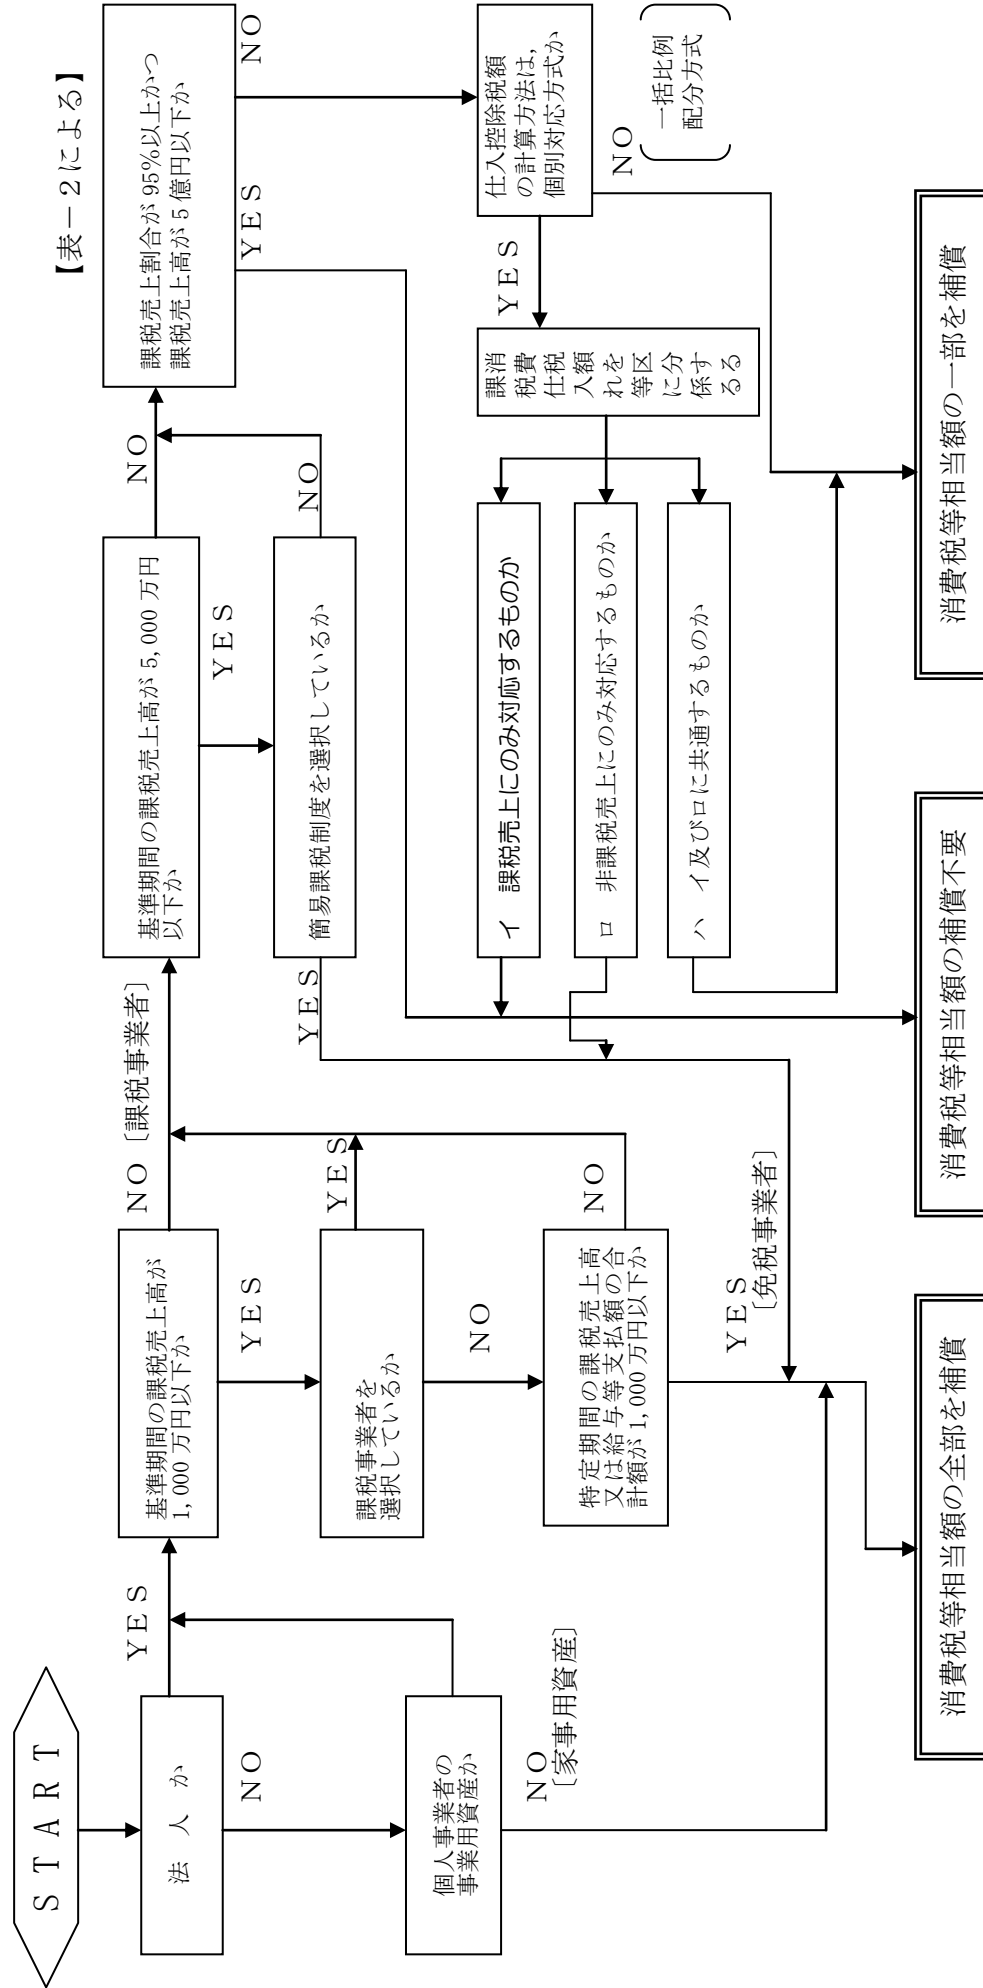 START
法人か
YES
NO
個人事業者の
事業用資産か
NO
〔家事用資産〕
基準期間の課税売上高が
1,000 万円以下か
NO
〔課税事業者〕
YES
課税事業者を
選択しているか
YES
NO
特定期間の課税売上高
又は給与等支払額の合
計額が 1,000 万円以下か
NO
YES
〔免税事業者〕
基準期間の課税売上高が 5,000 万円
以下か
NO
YES
簡易課税制度を選択しているか
NO
YES
【表-2による】
課税売上割合が 95%以上かつ
課税売上高が 5 億円以下か
YES
NO
仕入控除税額
の計算方法は,
個別対応方式か
YES
NO
一括比例
配分方式
課税仕入れ等に係る
消費税額を区分する
イ 課税売上にのみ対応するものか
ロ 非課税売上にのみ対応するものか
ハ イ及びロに共通するものか
消費税等相当額の全部を補償
消費税等相当額の補償不要
消費税等相当額の一部を補償